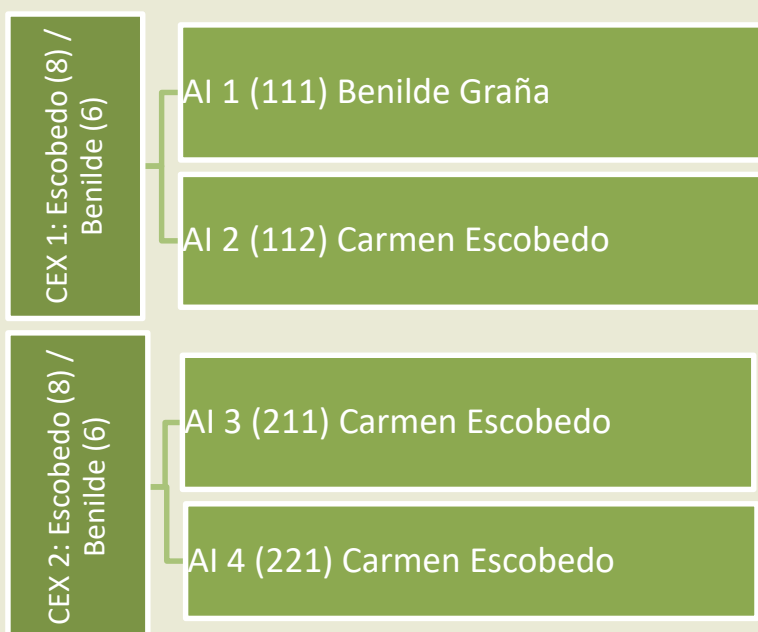 CEX 1: Escobedo (8) /
Benilde (6)
AI 1 (111) Benilde Graña
AI 2 (112) Carmen Escobedo
CEX 2: Escobedo (8) /
Benilde (6)
AI 3 (211) Carmen Escobedo
AI 4 (221) Carmen Escobedo